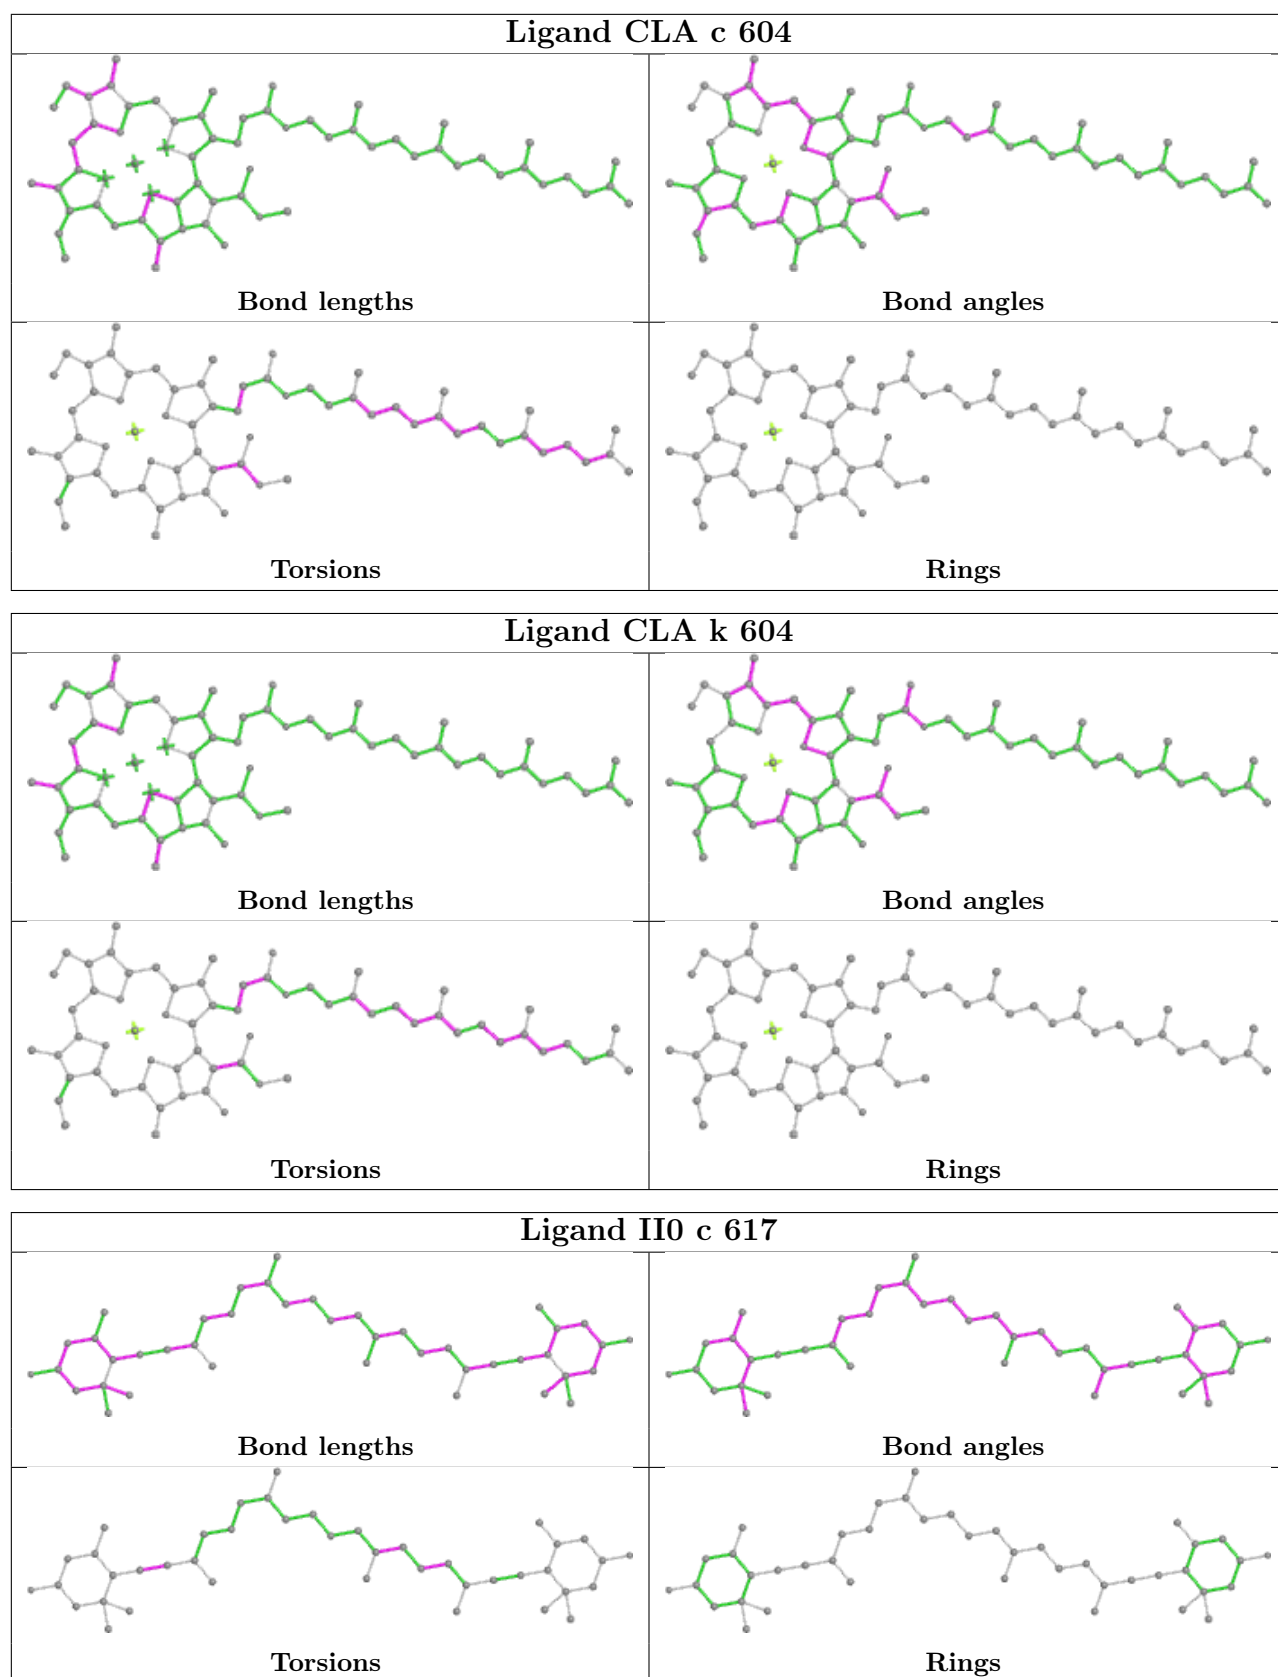 Ligand CLA c 604
Bond lengths
Bond angles
Torsions
Rings
Ligand CLA k 604
Bond lengths
Bond angles
Torsions
Rings
Ligand II0 c 617
Bond lengths
Bond angles
Torsions
Rings